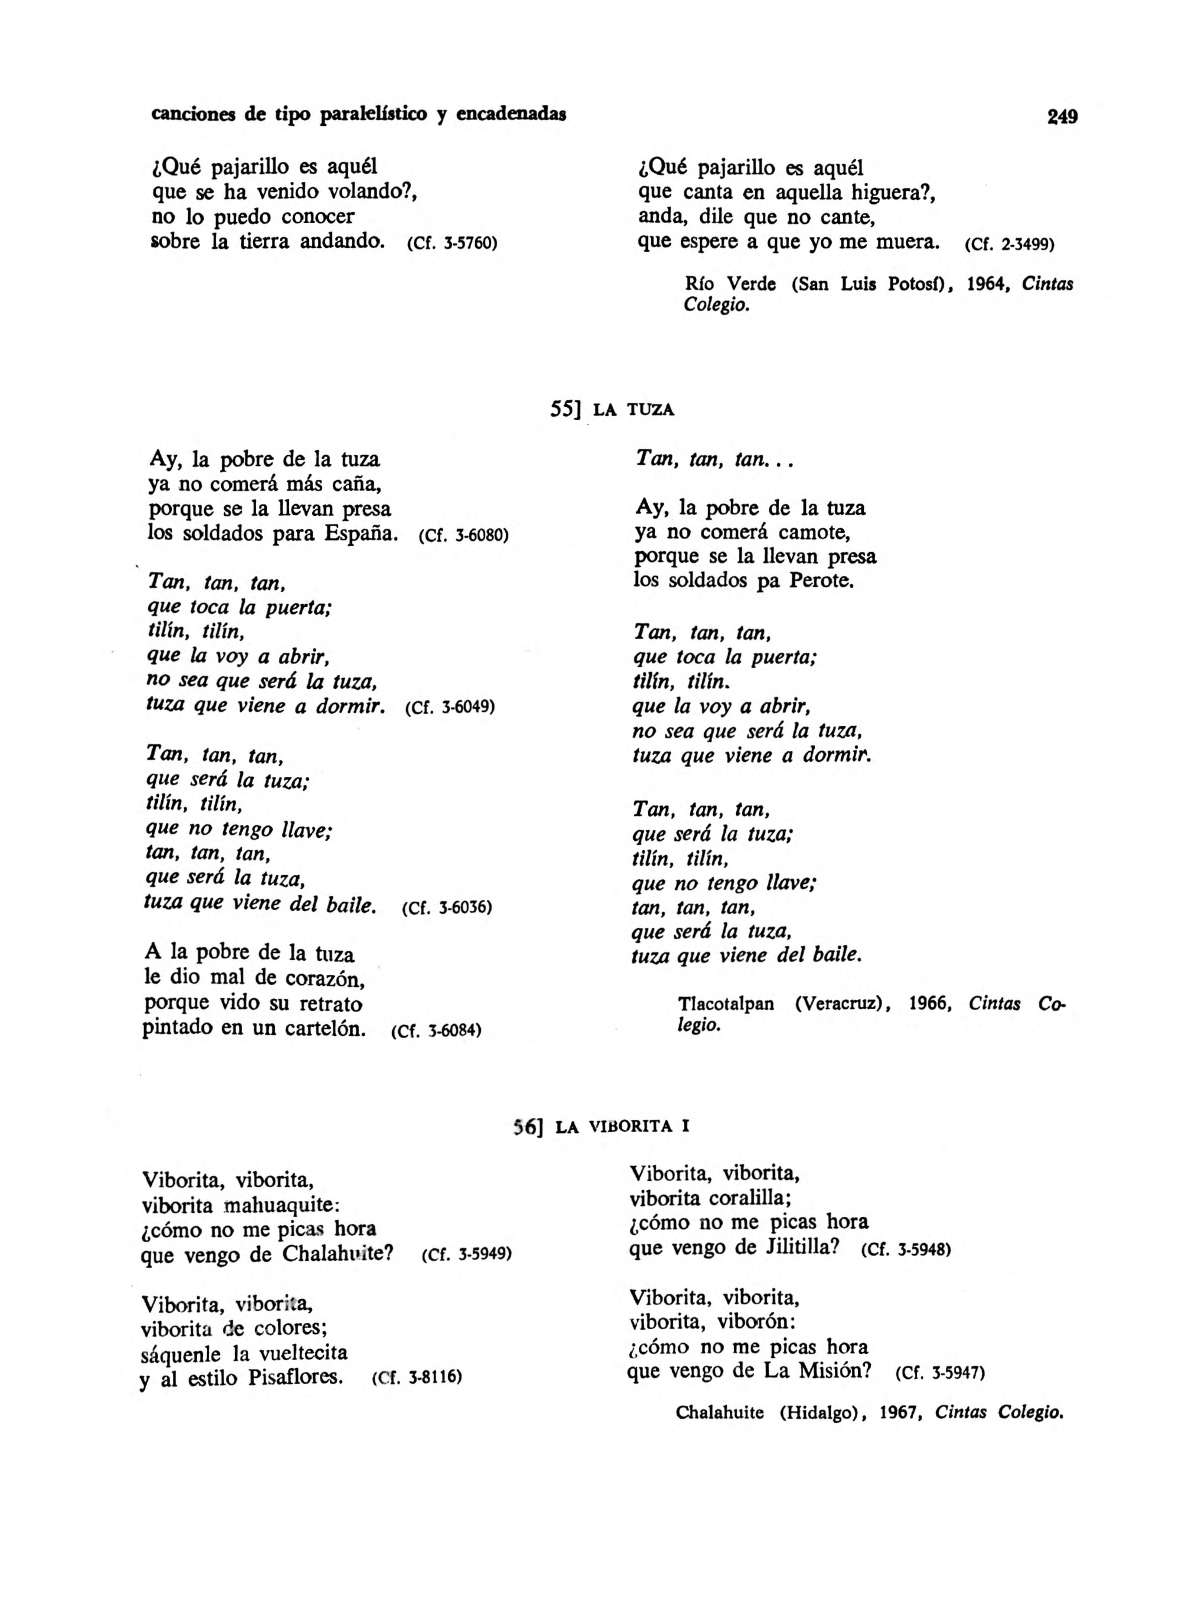 canciones de tipo paralelístico y encadenadas 249
¿Qué pajarillo es aquél
que se ha venido volando?,
no lo puedo conocer
sobre la tierra andando. (Cf. 3-5760)
¿Qué pajarillo es aquél
que canta en aquella higuera?,
anda, dile que no cante,
que espere a que yo me muera. (Cf. 2-3499)
Río Verde (San Luis Potosí), 1964, Cintas
Colegio.
55] LA TUZA
Ay, la pobre de la tuza
ya no comerá más caña,
porque se la llevan presa
los soldados para España. (Cf. 3-6080)
Tan, tan, tan,
que toca la puerta;
tilín, tilín,
que la voy a abrir,
no sea que será la tuza,
tuza que viene a dormir. (Cf. 3-6049)
Tan, tan, tan,
que será la tuza;
tilín, tilín,
que no tengo llave;
tan, tan, tan,
que será la tuza,
tuza que viene del baile. (Cf. 3-6036)
A la pobre de la tuza
le dio mal de corazón,
porque vido su retrato
pintado en un cartelón. (Cf. 3-6084)
Tan, tan, tan...
Ay, la pobre de la tuza
ya no comerá camote,
porque se la llevan presa
los soldados pa Perote.
Tan, tan, tan,
que toca la puerta;
tilín, tilín.
que la voy a abrir,
no sea que será la tuza,
tuza que viene a dormir.
Tan, tan, tan,
que será la tuza;
tilín, tilín,
que no tengo llave;
tan, tan, tan,
que será la tuza,
tuza que viene del baile.
Tlacotalpan (Veracruz), 1966, Cintas Co-
legio.
56] LA VIBORITA I
Viborita, viborita,
viborita mahuaquite:
¿cómo no me picas hora
que vengo de Chalahuite? (Cf. 3-5949)
Viborita, viborita,
viborita de colores;
sáquenle la vueltecita
y al estilo Pisaflores. (Cf. 3-8116)
Viborita, viborita,
viborita coralilla;
¿cómo no me picas hora
que vengo de Jilitilla? (Cf. 3-5948)
Viborita, viborita,
viborita, viborón:
¿cómo no me picas hora
que vengo de La Misión? (Cf. 3-5947)
Chalahuite (Hidalgo), 1967, Cintas Colegio.